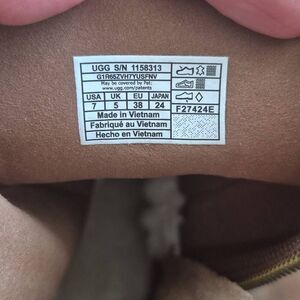 UGG S/N 1158313
G1R65ZVH7YUSFNV
May be covered by Pat.:
www.ugg.com/patents
USA UK EU JAPAN
7 5 38 24
F27424E
Made in Vietnam
Fabriqué au Vietnam
Hecho en Vietnam